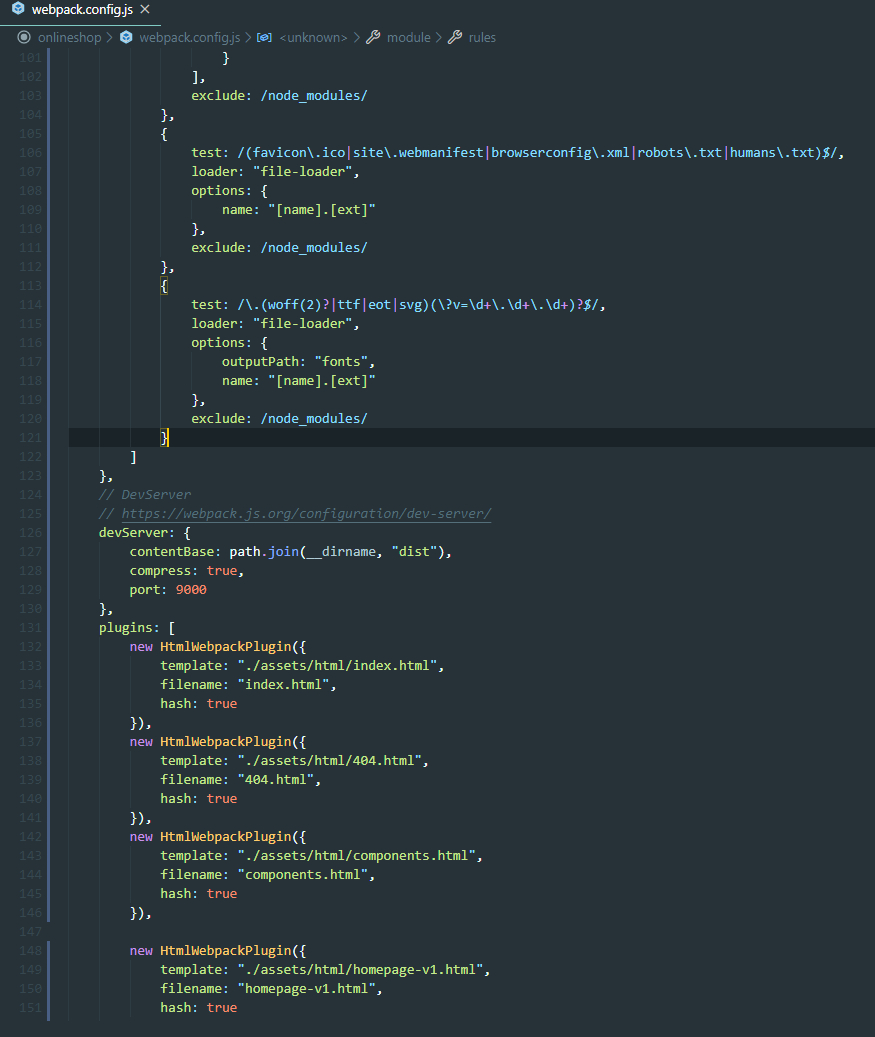 webpack.config.js ×
onlineshop > webpack.config.js > <unknown> > module > rules
101 }
102 ],
103 exclude: /node_modules/
104 },
105 {
106 test: /(favicon\.ico|site\.webmanifest|browserconfig\.xml|robots\.txt|humans\.txt)$/,
107 loader: "file-loader",
108 options: {
109 name: "[name].[ext]"
110 },
111 exclude: /node_modules/
112 },
113 {
114 test: /\.(woff(2)?|ttf|eot|svg)(\?v=\d+\.\d+\.\d+)?$/,
115 loader: "file-loader",
116 options: {
117 outputPath: "fonts",
118 name: "[name].[ext]"
119 },
120 exclude: /node_modules/
121 }
122 ]
123 },
124 // DevServer
125 // https://webpack.js.org/configuration/dev-server/
126 devServer: {
127 contentBase: path.join(__dirname, "dist"),
128 compress: true,
129 port: 9000
130 },
131 plugins: [
132 new HtmlWebpackPlugin({
133 template: "./assets/html/index.html",
134 filename: "index.html",
135 hash: true
136 }),
137 new HtmlWebpackPlugin({
138 template: "./assets/html/404.html",
139 filename: "404.html",
140 hash: true
141 }),
142 new HtmlWebpackPlugin({
143 template: "./assets/html/components.html",
144 filename: "components.html",
145 hash: true
146 }),
147
148 new HtmlWebpackPlugin({
149 template: "./assets/html/homepage-v1.html",
150 filename: "homepage-v1.html",
151 hash: true